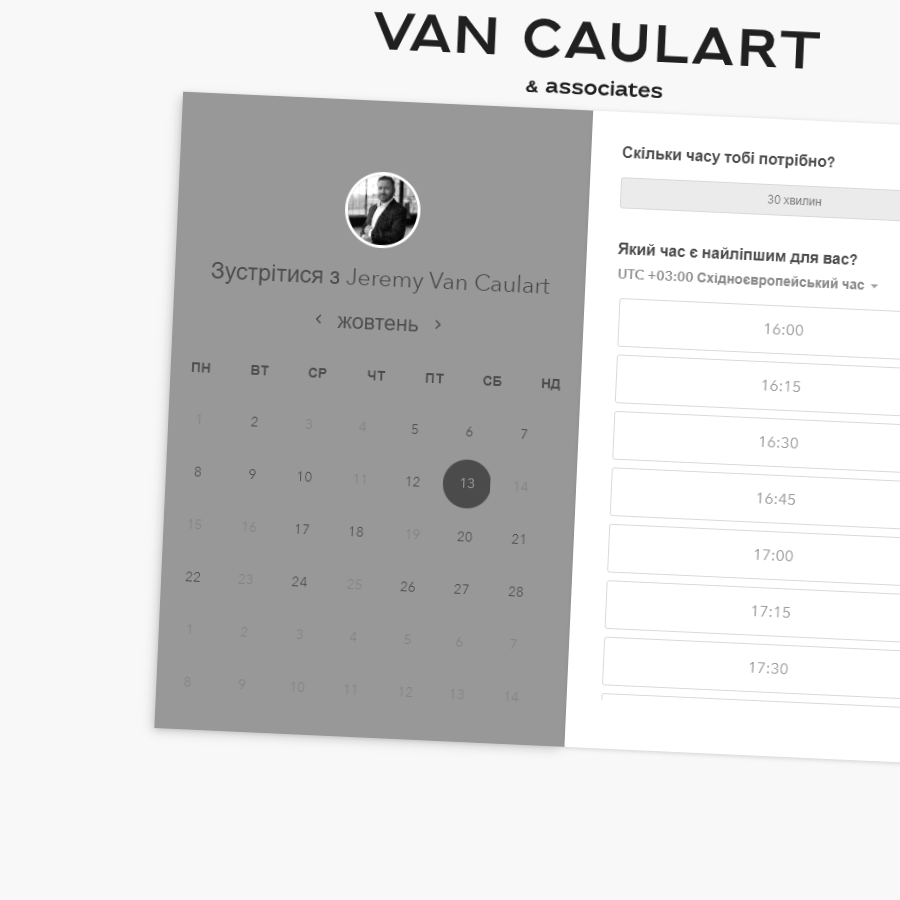 VAN CAULART
& associates
Зустрітися з Jeremy Van Caulart
жовтень
ПН ВТ СР ЧТ ПТ СБ НД
1 2 3 4 5 6 7
8 9 10 11 12 13 14
15 16 17 18 19 20 21
22 23 24 25 26 27 28
1 2 3 4 5 6 7
8 9 10 11 12 13 14
Скільки часу тобі потрібно?
30 хвилин
Який час є найліпшим для вас?
UTC +03:00 Східноєвропейський час
16:00
16:15
16:30
16:45
17:00
17:15
17:30